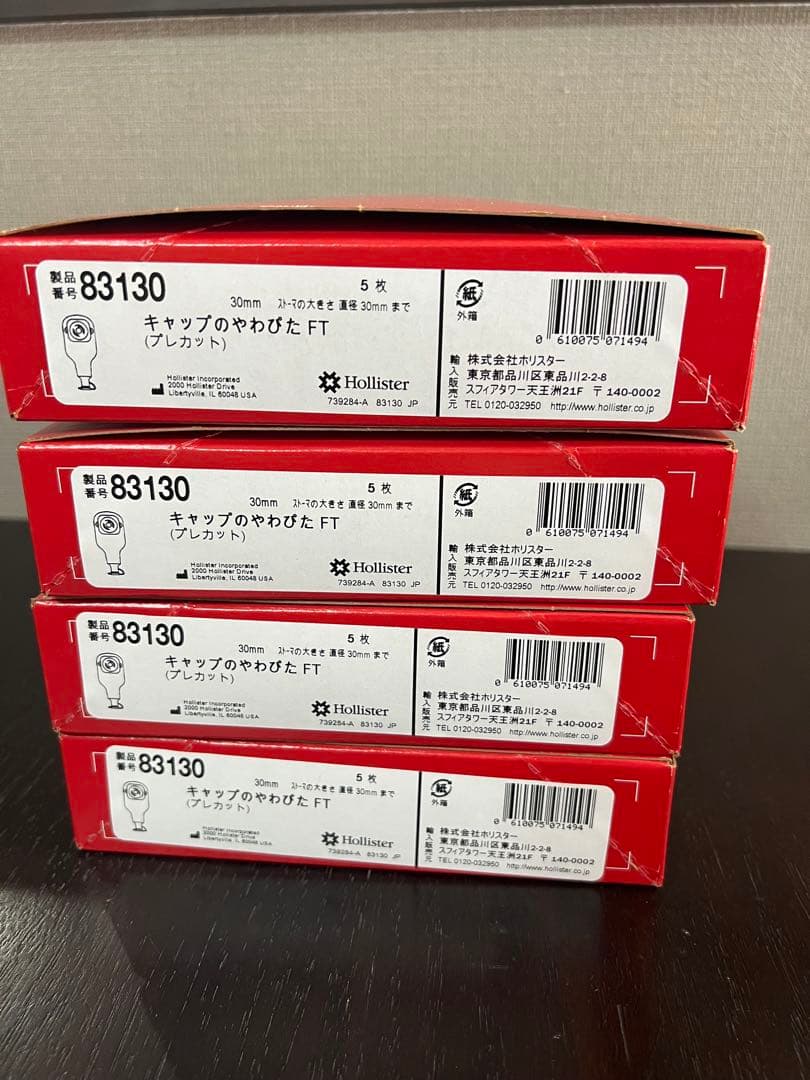 製品番号 83130
5 枚
30mm ストーマの大きさ 直径 30mm まで
キャップのやわぴた FT
(プレカット)
Hollister Incorporated
2000 Hollister Drive
Libertyville, IL 60048 USA
Hollister
739284-A 83130 JP
紙
外箱
0 610075 071494
輸入販売元
株式会社ホリスター
東京都品川区東品川2-2-8
スフィアタワー天王洲21F 〒140-0002
TEL 0120-032950 http://www.hollister.co.jp
製品番号 83130
5 枚
30mm ストーマの大きさ 直径 30mm まで
キャップのやわぴた FT
(プレカット)
Hollister Incorporated
2000 Hollister Drive
Libertyville, IL 60048 USA
Hollister
739284-A 83130 JP
紙
外箱
0 610075 071494
輸入販売元
株式会社ホリスター
東京都品川区東品川2-2-8
スフィアタワー天王洲21F 〒140-0002
TEL 0120-032950 http://www.hollister.co.jp
製品番号 83130
5 枚
30mm ストーマの大きさ 直径 30mm まで
キャップのやわぴた FT
(プレカット)
Hollister Incorporated
2000 Hollister Drive
Libertyville, IL 60048 USA
Hollister
739284-A 83130 JP
紙
外箱
0 610075 071494
輸入販売元
株式会社ホリスター
東京都品川区東品川2-2-8
スフィアタワー天王洲21F 〒140-0002
TEL 0120-032950 http://www.hollister.co.jp
製品番号 83130
5 枚
30mm ストーマの大きさ 直径 30mm まで
キャップのやわぴた FT
(プレカット)
Hollister Incorporated
2000 Hollister Drive
Libertyville, IL 60048 USA
Hollister
739284-A 83130 JP
紙
外箱
0 610075 071494
輸入販売元
株式会社ホリスター
東京都品川区東品川2-2-8
スフィアタワー天王洲21F 〒140-0002
TEL 0120-032950 http://www.hollister.co.jp